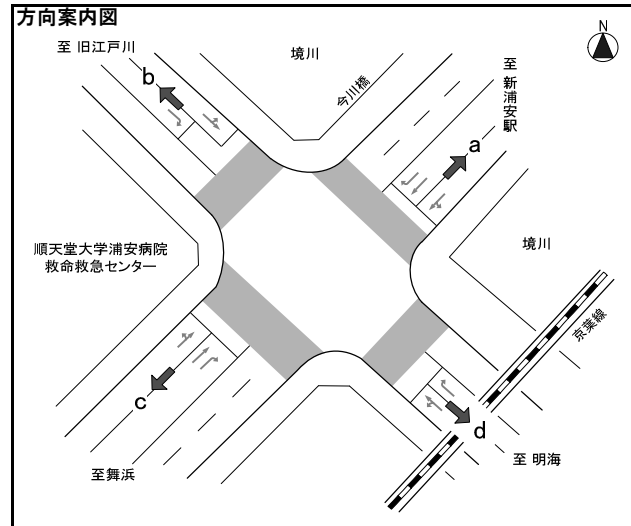 方向案内図
N
至 旧江戸川
境川
b
今川橋
至 新浦安駅
a
境川
順天堂大学浦安病院
救命救急センター
京葉線
c
d
至舞浜
至 明海